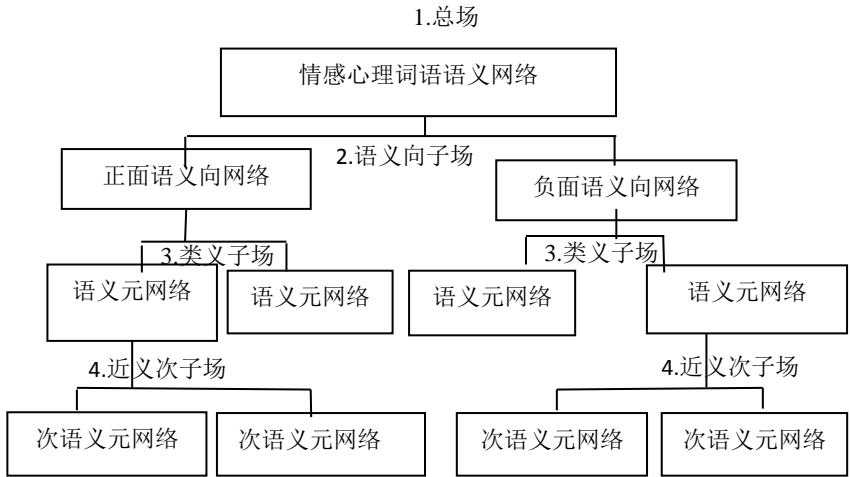 1.总场
情感心理词语语义网络
2.语义向子场
正面语义向网络
负面语义向网络
3.类义子场
3.类义子场
语义元网络
语义元网络
语义元网络
语义元网络
4.近义次子场
4.近义次子场
次语义元网络
次语义元网络
次语义元网络
次语义元网络